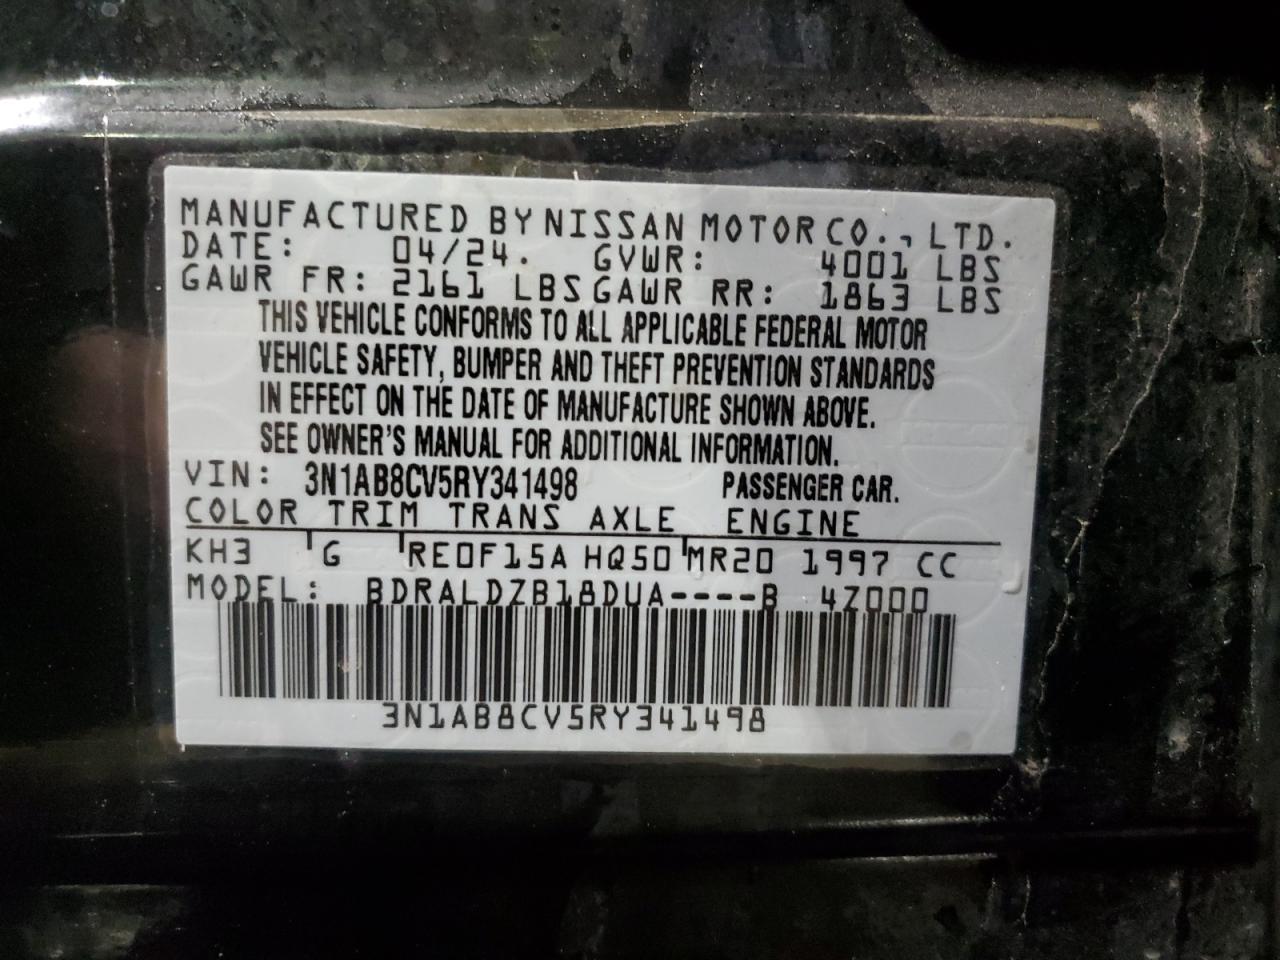 MANUFACTURED BY NISSAN MOTOR CO., LTD.
DATE: 04/24. GVWR: 4001 LBS
GAWR FR: 2161 LBS GAWR RR: 1863 LBS
THIS VEHICLE CONFORMS TO ALL APPLICABLE FEDERAL MOTOR
VEHICLE SAFETY, BUMPER AND THEFT PREVENTION STANDARDS
IN EFFECT ON THE DATE OF MANUFACTURE SHOWN ABOVE.
SEE OWNER'S MANUAL FOR ADDITIONAL INFORMATION.
VIN: 3N1AB8CV5RY341498 PASSENGER CAR.
COLOR TRIM TRANS AXLE ENGINE
KH3 G RE0F15A HQ50 MR20 1997 CC
MODEL: BDRALDZB18DUA----B 4Z000
3N1AB8CV5RY341498